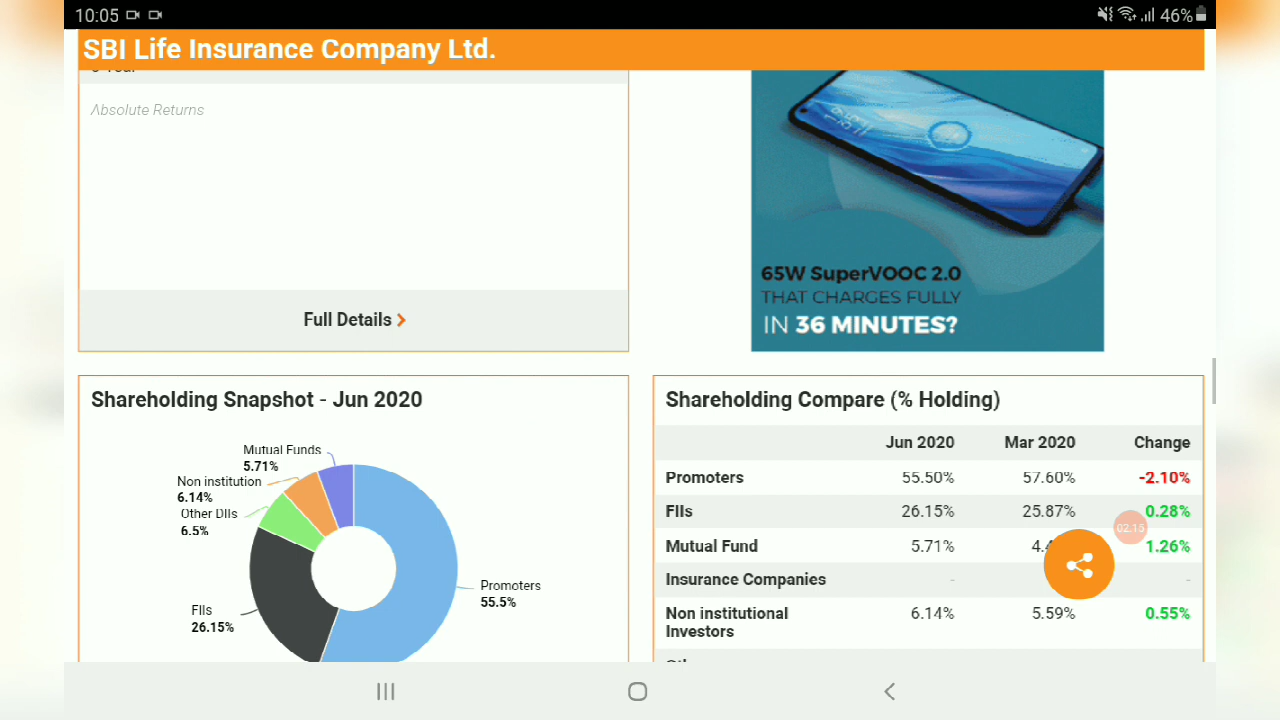 10:05
46%
SBI Life Insurance Company Ltd.
Absolute Returns
Full Details
65W SuperVOOC 2.0
THAT CHARGES FULLY
IN 36 MINUTES?
Shareholding Snapshot - Jun 2020
Mutual Funds
5.71%
Non institution
6.14%
Other DIIs
6.5%
FIIs
26.15%
Promoters
55.5%
Shareholding Compare (% Holding)
Jun 2020 Mar 2020 Change
Promoters 55.50% 57.60% -2.10%
FIIs 26.15% 25.87% 0.28%
02:15
Mutual Fund 5.71% 4.4 1.26%
Insurance Companies - -
Non institutional 6.14% 5.59% 0.55%
Investors